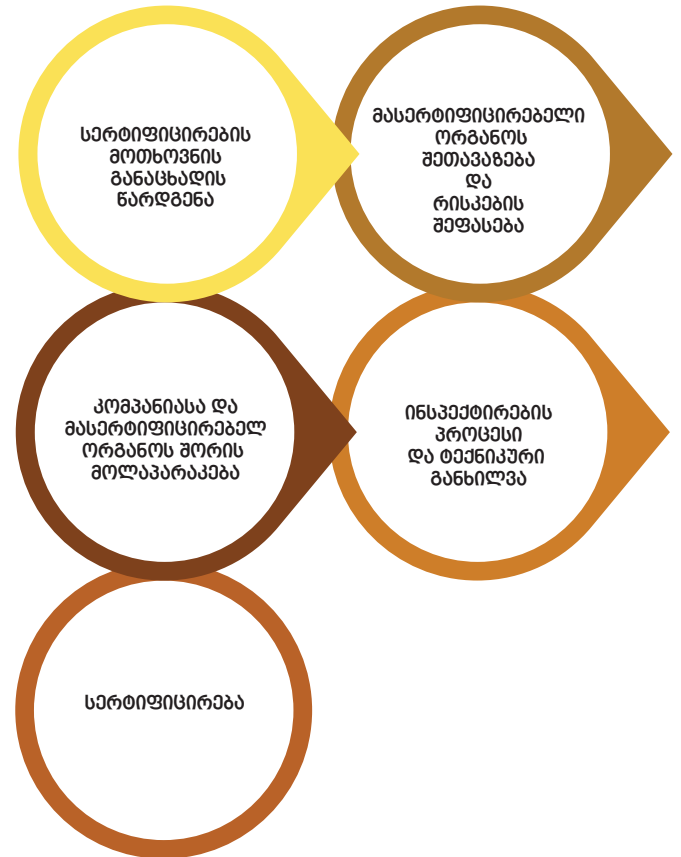 სერტიფიცირების
მოთხოვნის
განაცხადის
წარდგენა
მასერტიფიცირებელი
ორგანოს
შეთავაზება
და
რისკების
შეფასება
კომპანიასა და
მასერტიფიცირებელ
ორგანოს შორის
მოლაპარაკება
ინსპექტირების
პროცესი
და ტექნიკური
განხილვა
სერტიფიცირება